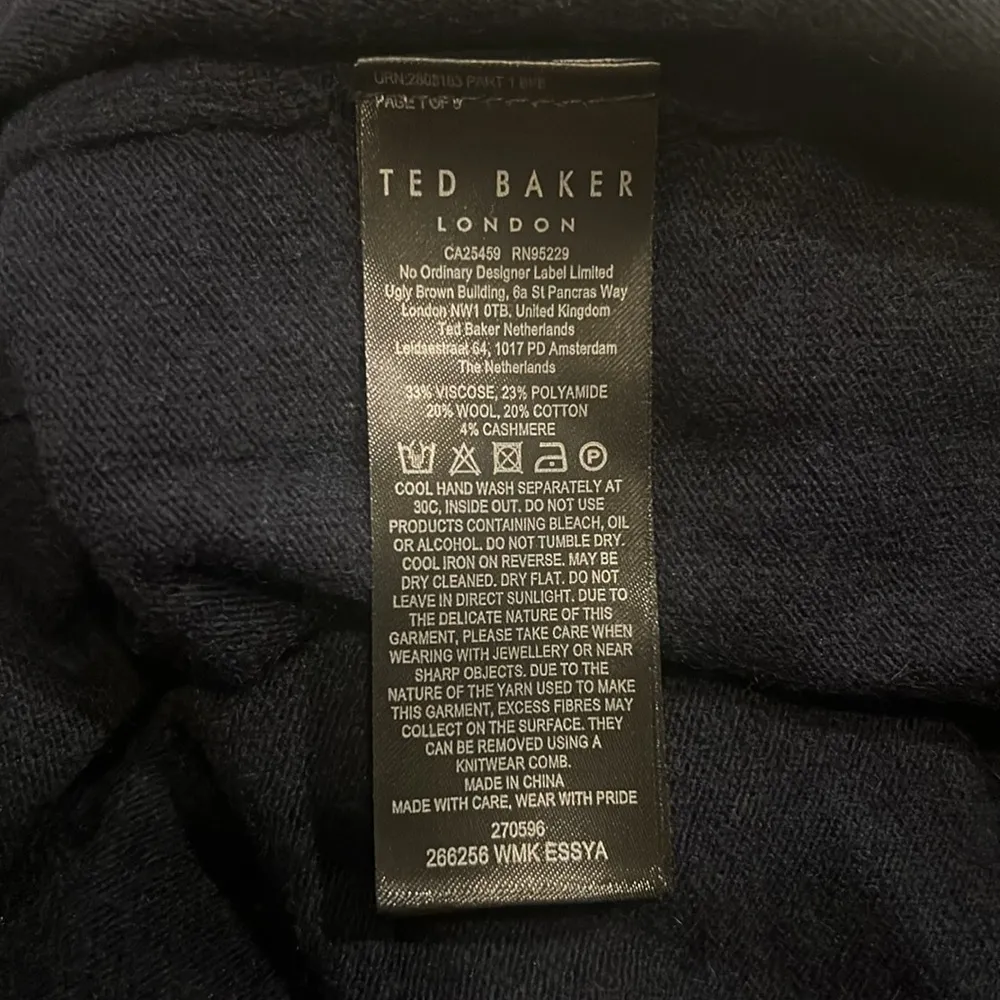 URN:2808163 PART 1
PAGE 1 OF
TED BAKER
LONDON
CA25459 RN95229
No Ordinary Designer Label Limited
Ugly Brown Building, 6a St Pancras Way
London NW1 0TB, United Kingdom
Ted Baker Netherlands
Leidsestraat 64, 1017 PD Amsterdam
The Netherlands
33% VISCOSE, 23% POLYAMIDE
20% WOOL, 20% COTTON
4% CASHMERE
P
COOL HAND WASH SEPARATELY AT
30C, INSIDE OUT. DO NOT USE
PRODUCTS CONTAINING BLEACH, OIL
OR ALCOHOL. DO NOT TUMBLE DRY.
COOL IRON ON REVERSE. MAY BE
DRY CLEANED. DRY FLAT. DO NOT
LEAVE IN DIRECT SUNLIGHT. DUE TO
THE DELICATE NATURE OF THIS
GARMENT, PLEASE TAKE CARE WHEN
WEARING WITH JEWELLERY OR NEAR
SHARP OBJECTS. DUE TO THE
NATURE OF THE YARN USED TO MAKE
THIS GARMENT, EXCESS FIBRES MAY
COLLECT ON THE SURFACE. THEY
CAN BE REMOVED USING A
KNITWEAR COMB.
MADE IN CHINA
MADE WITH CARE, WEAR WITH PRIDE
270596
266256 WMK ESSYA